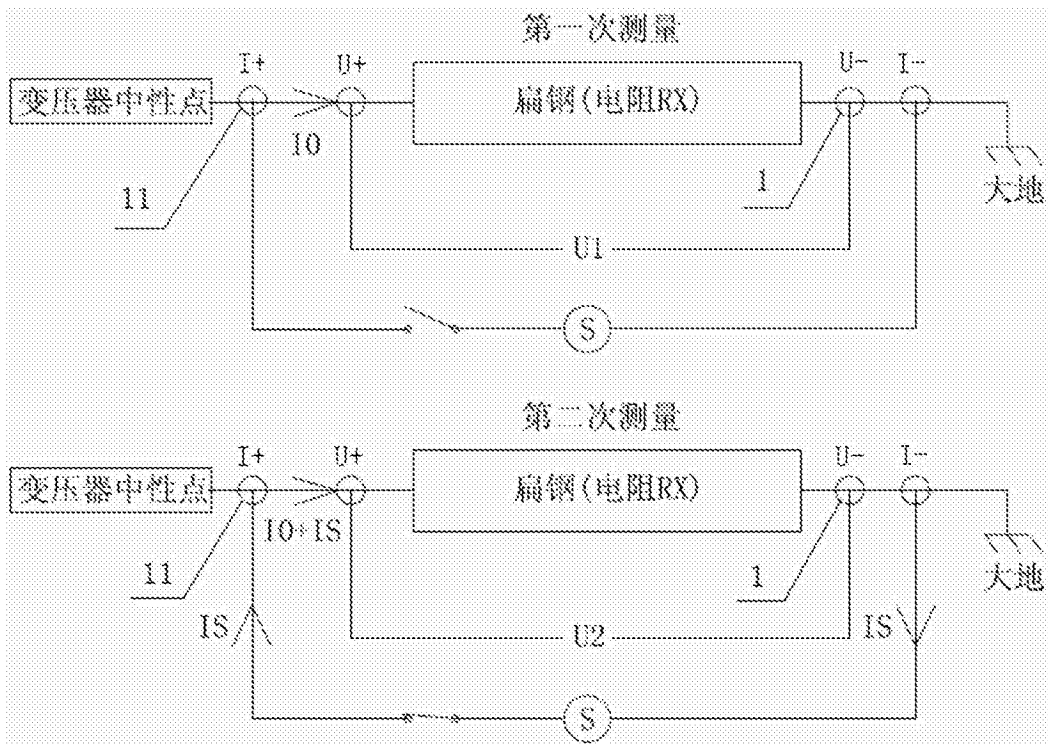 第一次测量
I+
U+
U-
I-
变压器中性点
扁钢(电阻RX)
I0
11
1
大地
U1
S
第二次测量
I+
U+
U-
I-
变压器中性点
扁钢(电阻RX)
I0+IS
11
1
大地
IS
IS
U2
S